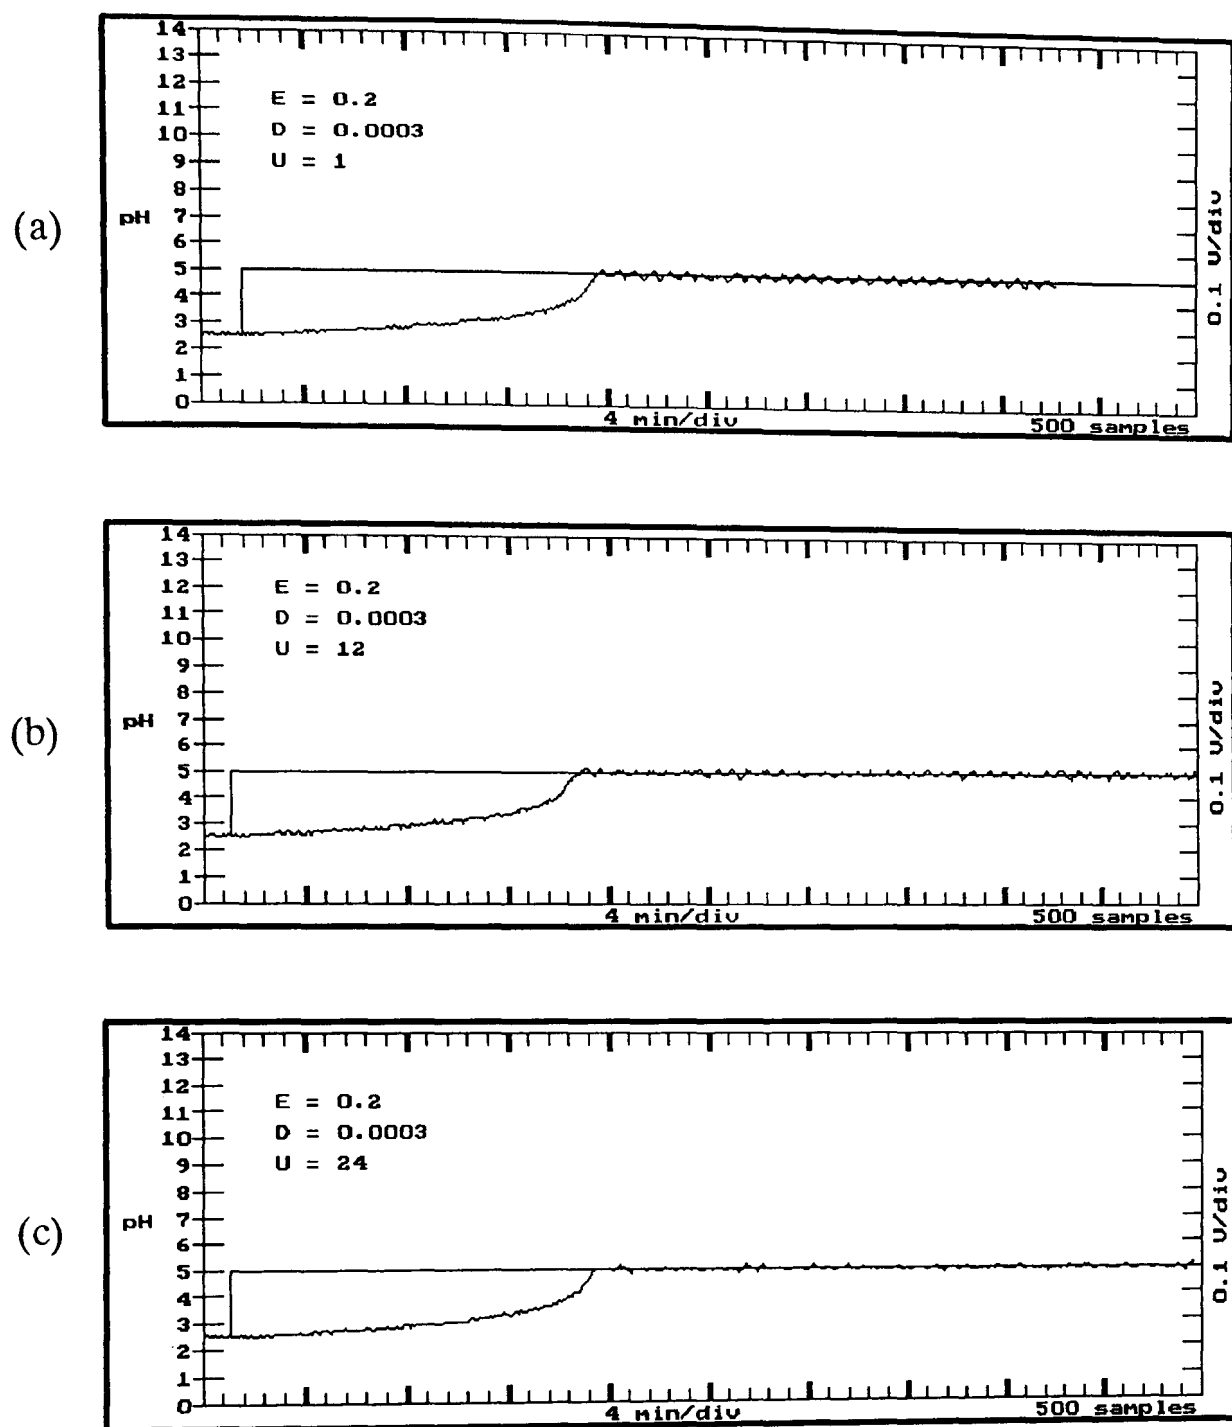 (a)
14
13
12
11
10
9
8
7
6
5
4
3
2
1
0
pH
E = 0.2
D = 0.0003
U = 1
0.1 U/div
4 min/div
500 samples
(b)
14
13
12
11
10
9
8
7
6
5
4
3
2
1
0
pH
E = 0.2
D = 0.0003
U = 12
0.1 U/div
4 min/div
500 samples
(c)
14
13
12
11
10
9
8
7
6
5
4
3
2
1
0
pH
E = 0.2
D = 0.0003
U = 24
0.1 U/div
4 min/div
500 samples